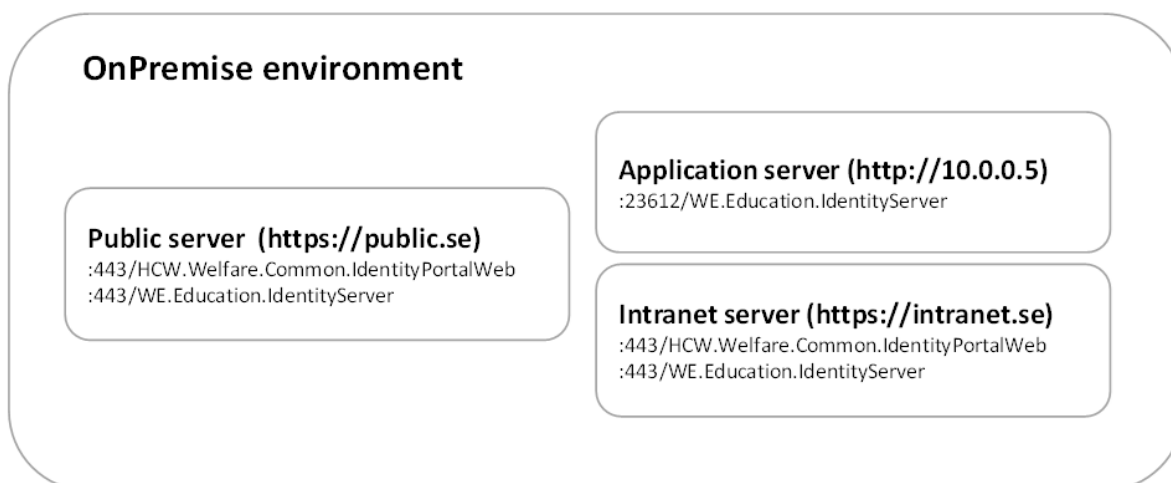 OnPremise environment
Public server (https://public.se)
:443/HCW.Welfare.Common.IdentityPortalWeb
:443/WE.Education.IdentityServer
Application server (http://10.0.0.5)
:23612/WE.Education.IdentityServer
Intranet server (https://intranet.se)
:443/HCW.Welfare.Common.IdentityPortalWeb
:443/WE.Education.IdentityServer